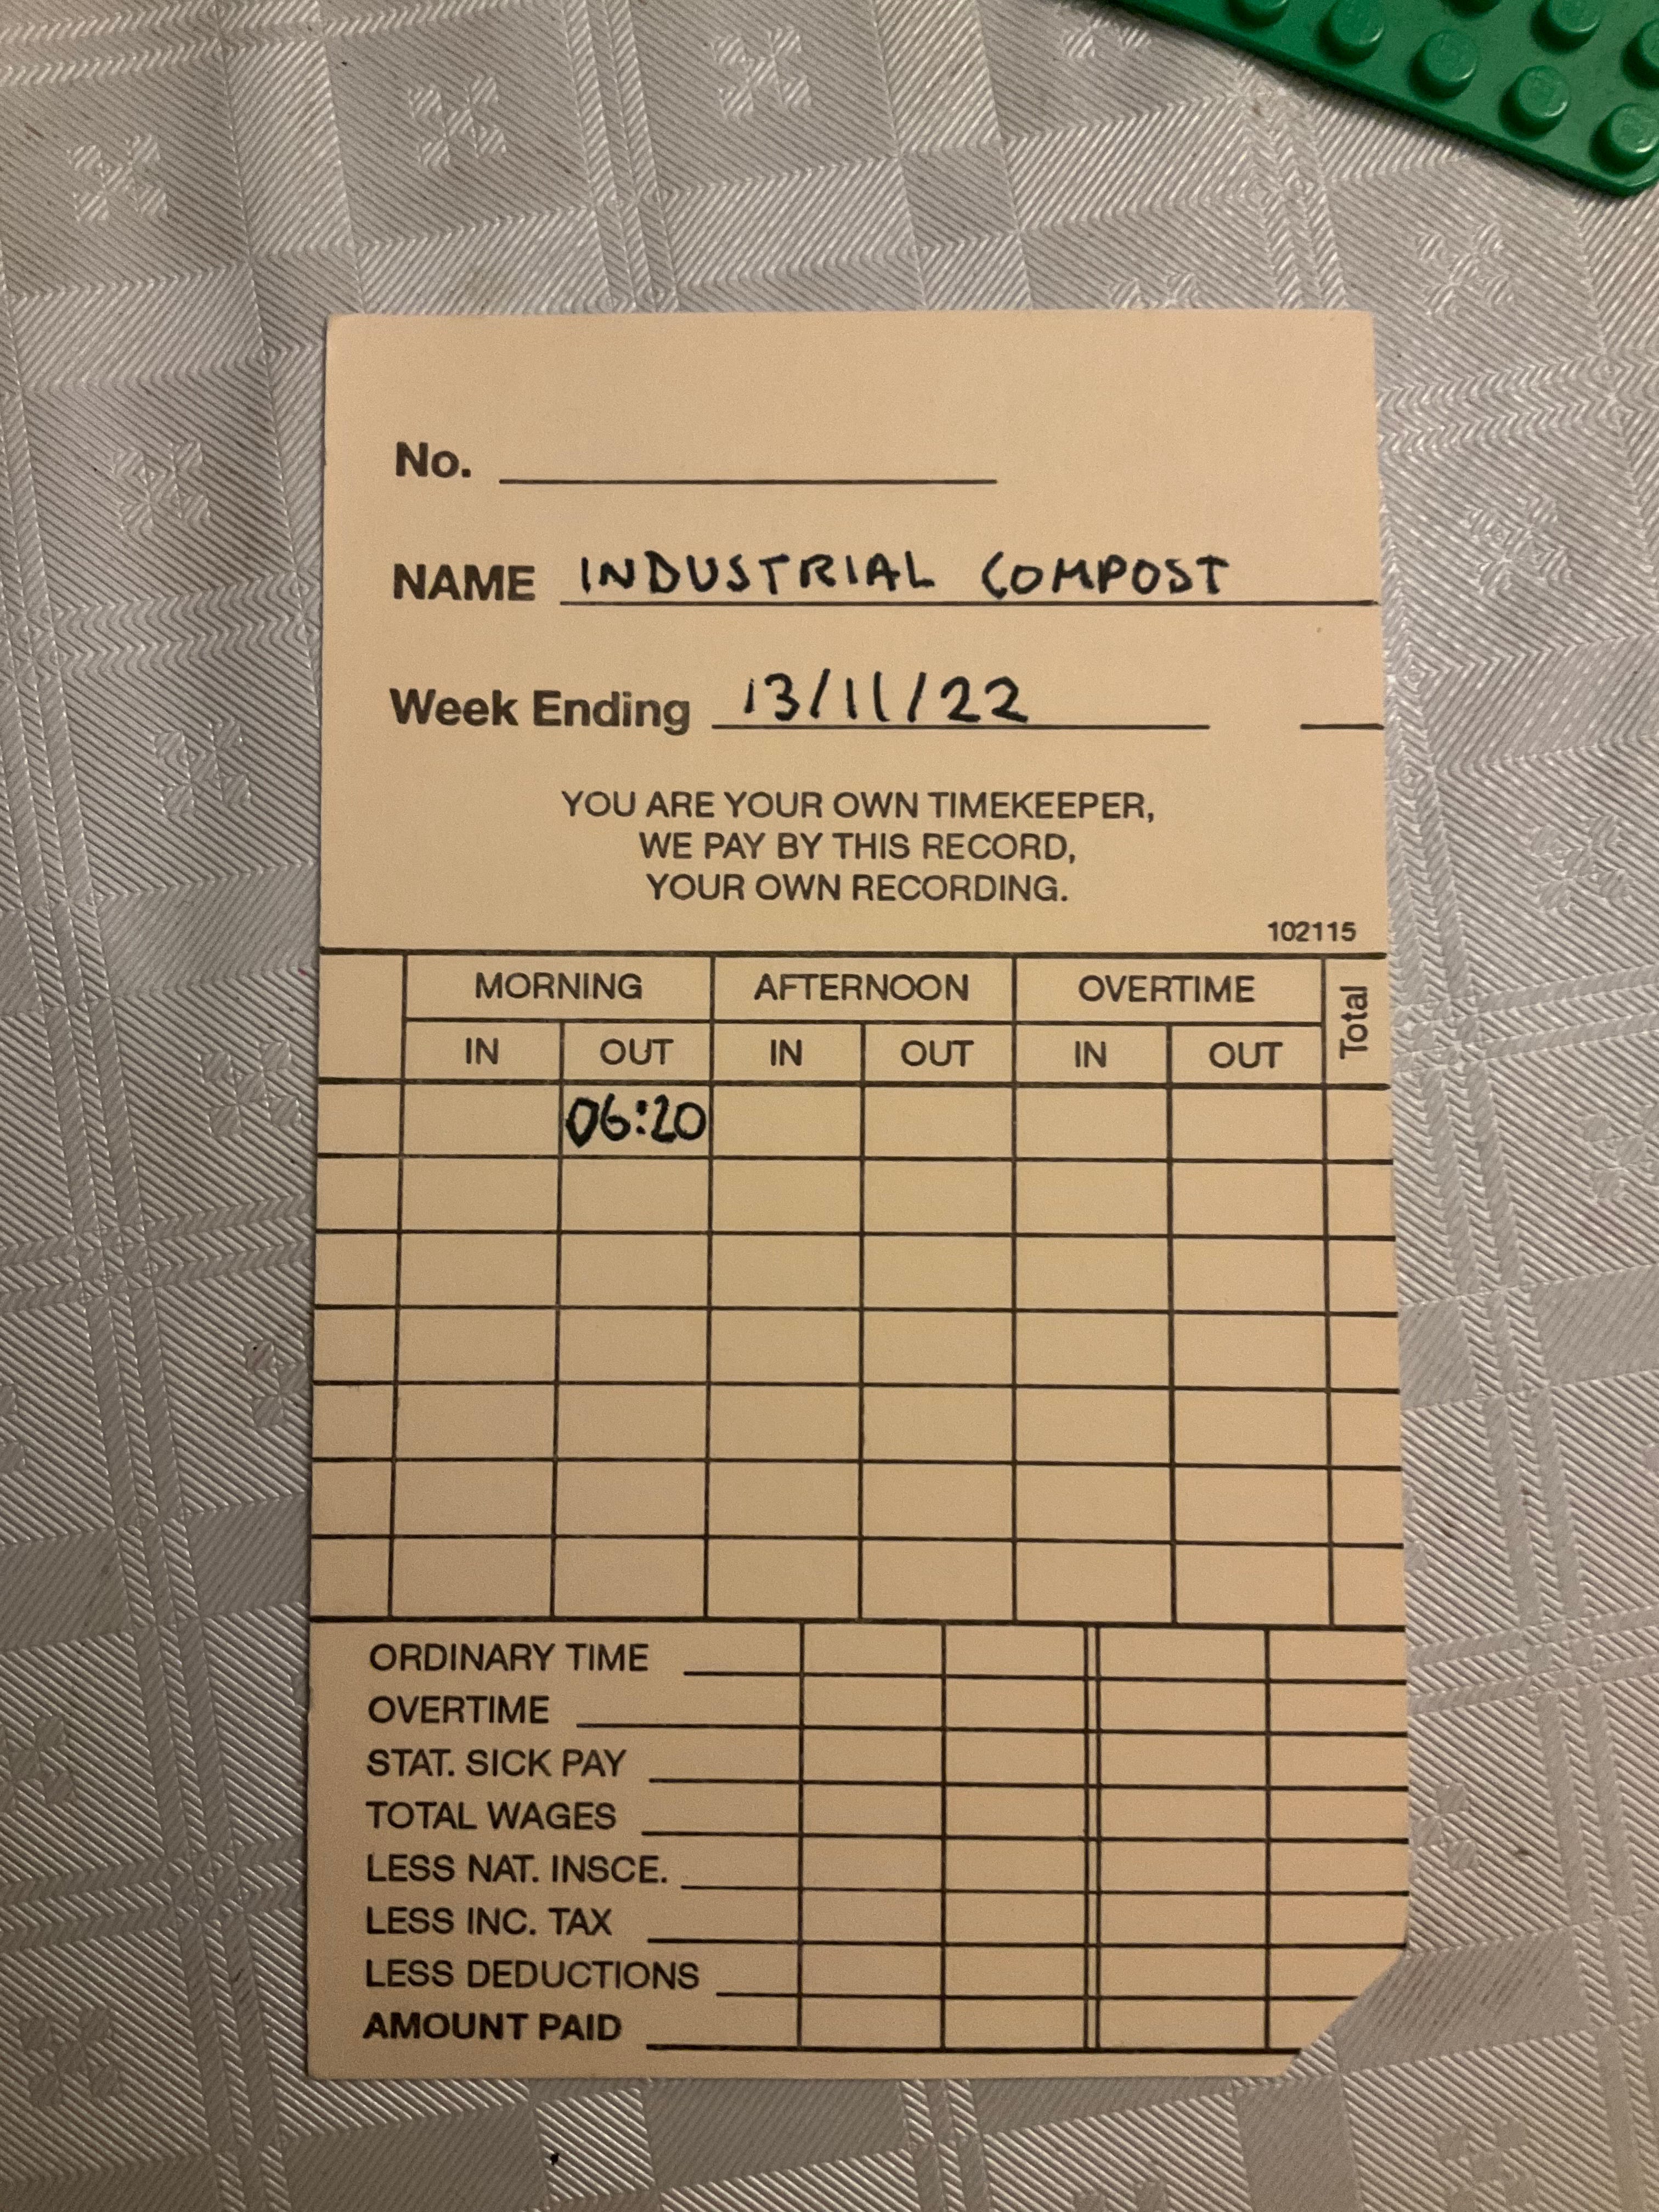 No.
NAME INDUSTRIAL COMPOST
Week Ending 13/11/22
YOU ARE YOUR OWN TIMEKEEPER,
WE PAY BY THIS RECORD,
YOUR OWN RECORDING.
102115
MORNING AFTERNOON OVERTIME Total
IN OUT IN OUT IN OUT
06:20
ORDINARY TIME
OVERTIME
STAT. SICK PAY
TOTAL WAGES
LESS NAT. INSCE.
LESS INC. TAX
LESS DEDUCTIONS
AMOUNT PAID